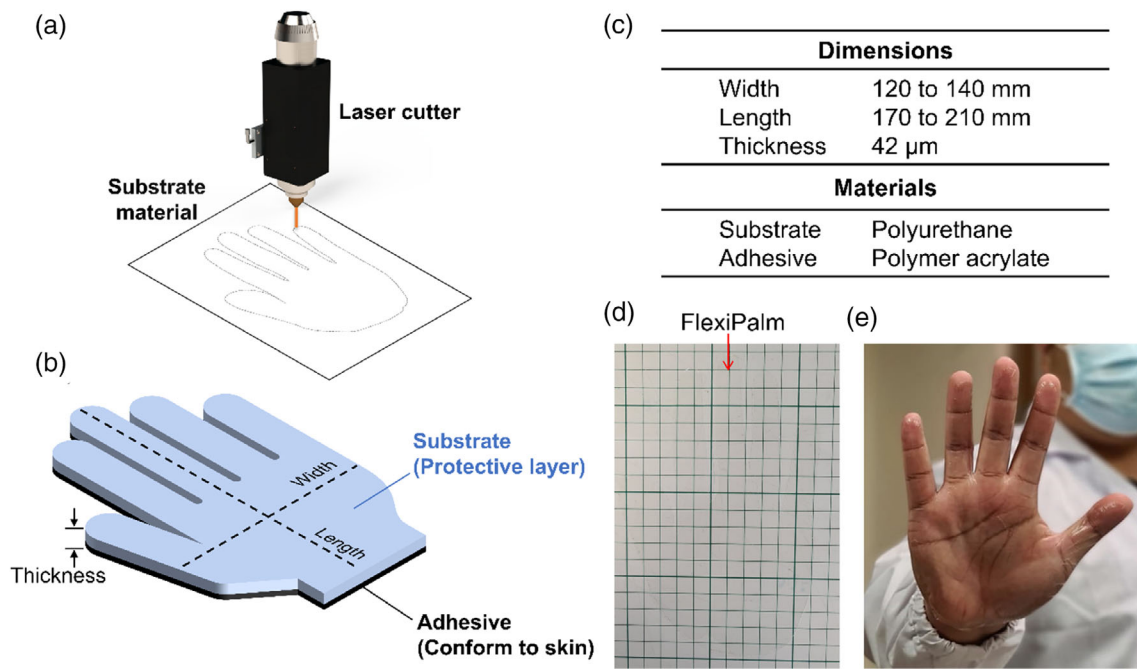 (a)
Laser cutter
Substrate
material
(b)
Width
Substrate
(Protective layer)
Length
Thickness
Adhesive
(Conform to skin)
(c)
Dimensions
Width 120 to 140 mm
Length 170 to 210 mm
Thickness 42 μm
Materials
Substrate Polyurethane
Adhesive Polymer acrylate
(d)
FlexiPalm
(e)